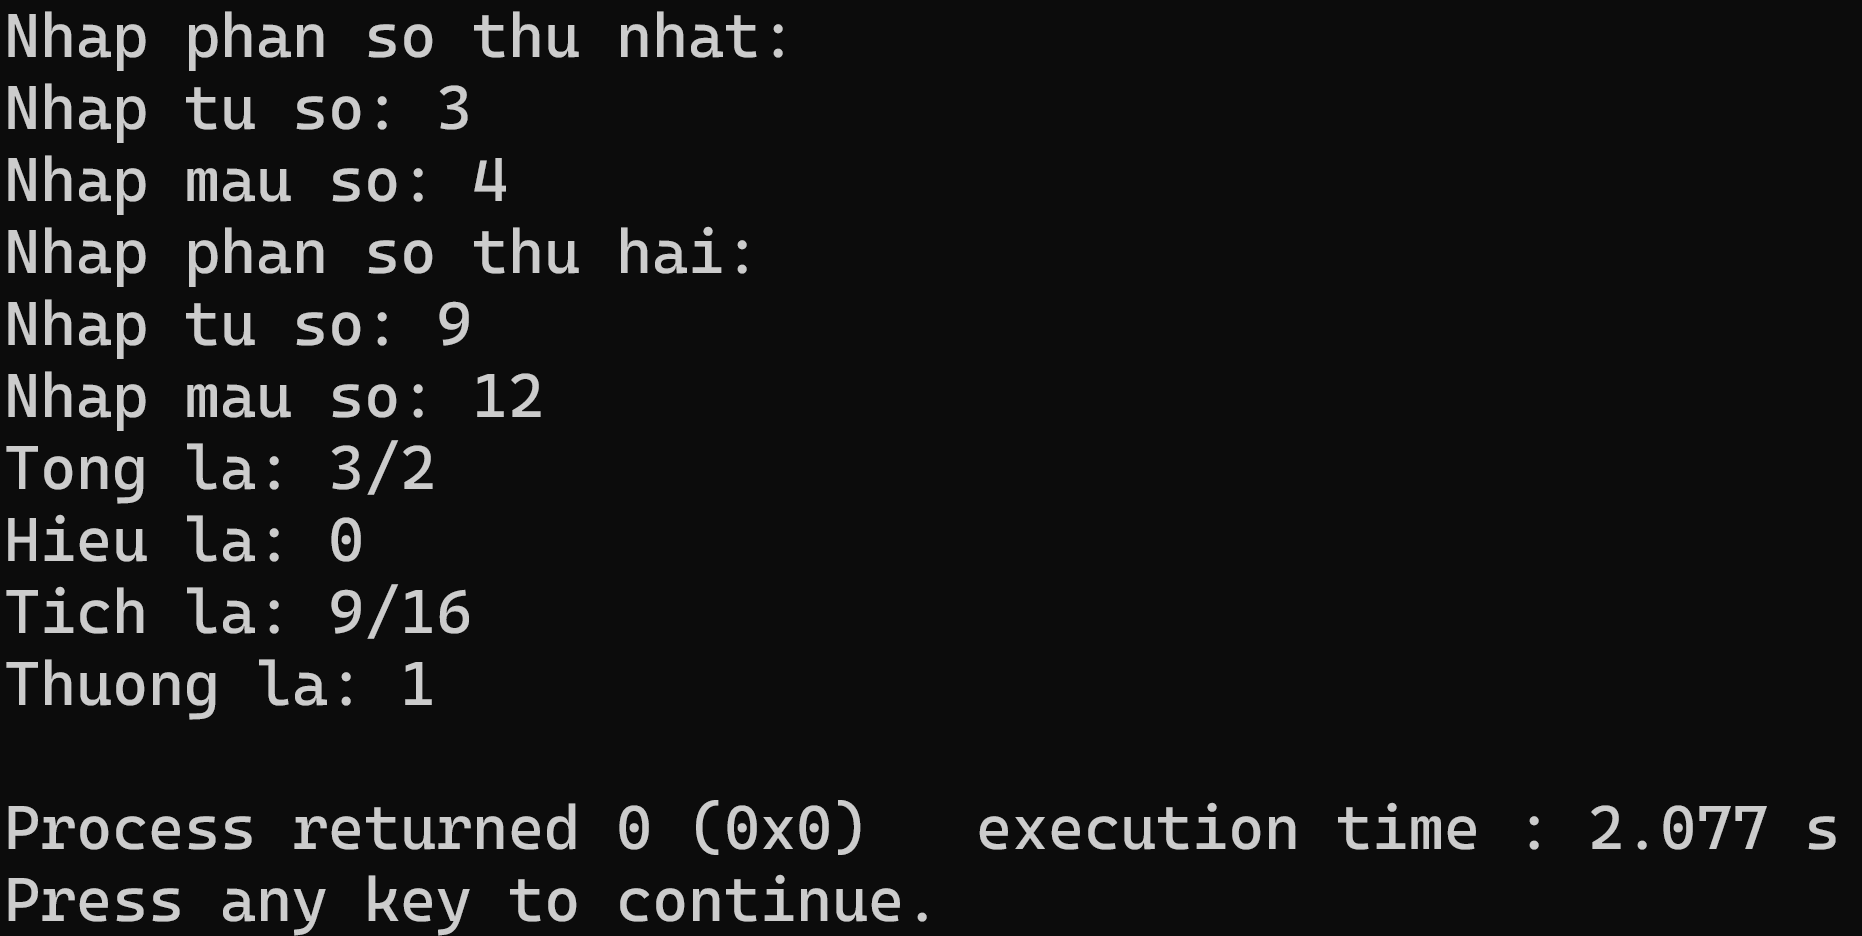 Nhap phan so thu nhat:
Nhap tu so: 3
Nhap mau so: 4
Nhap phan so thu hai:
Nhap tu so: 9
Nhap mau so: 12
Tong la: 3/2
Hieu la: 0
Tich la: 9/16
Thuong la: 1
Process returned 0 (0x0)   execution time : 2.077 s
Press any key to continue.